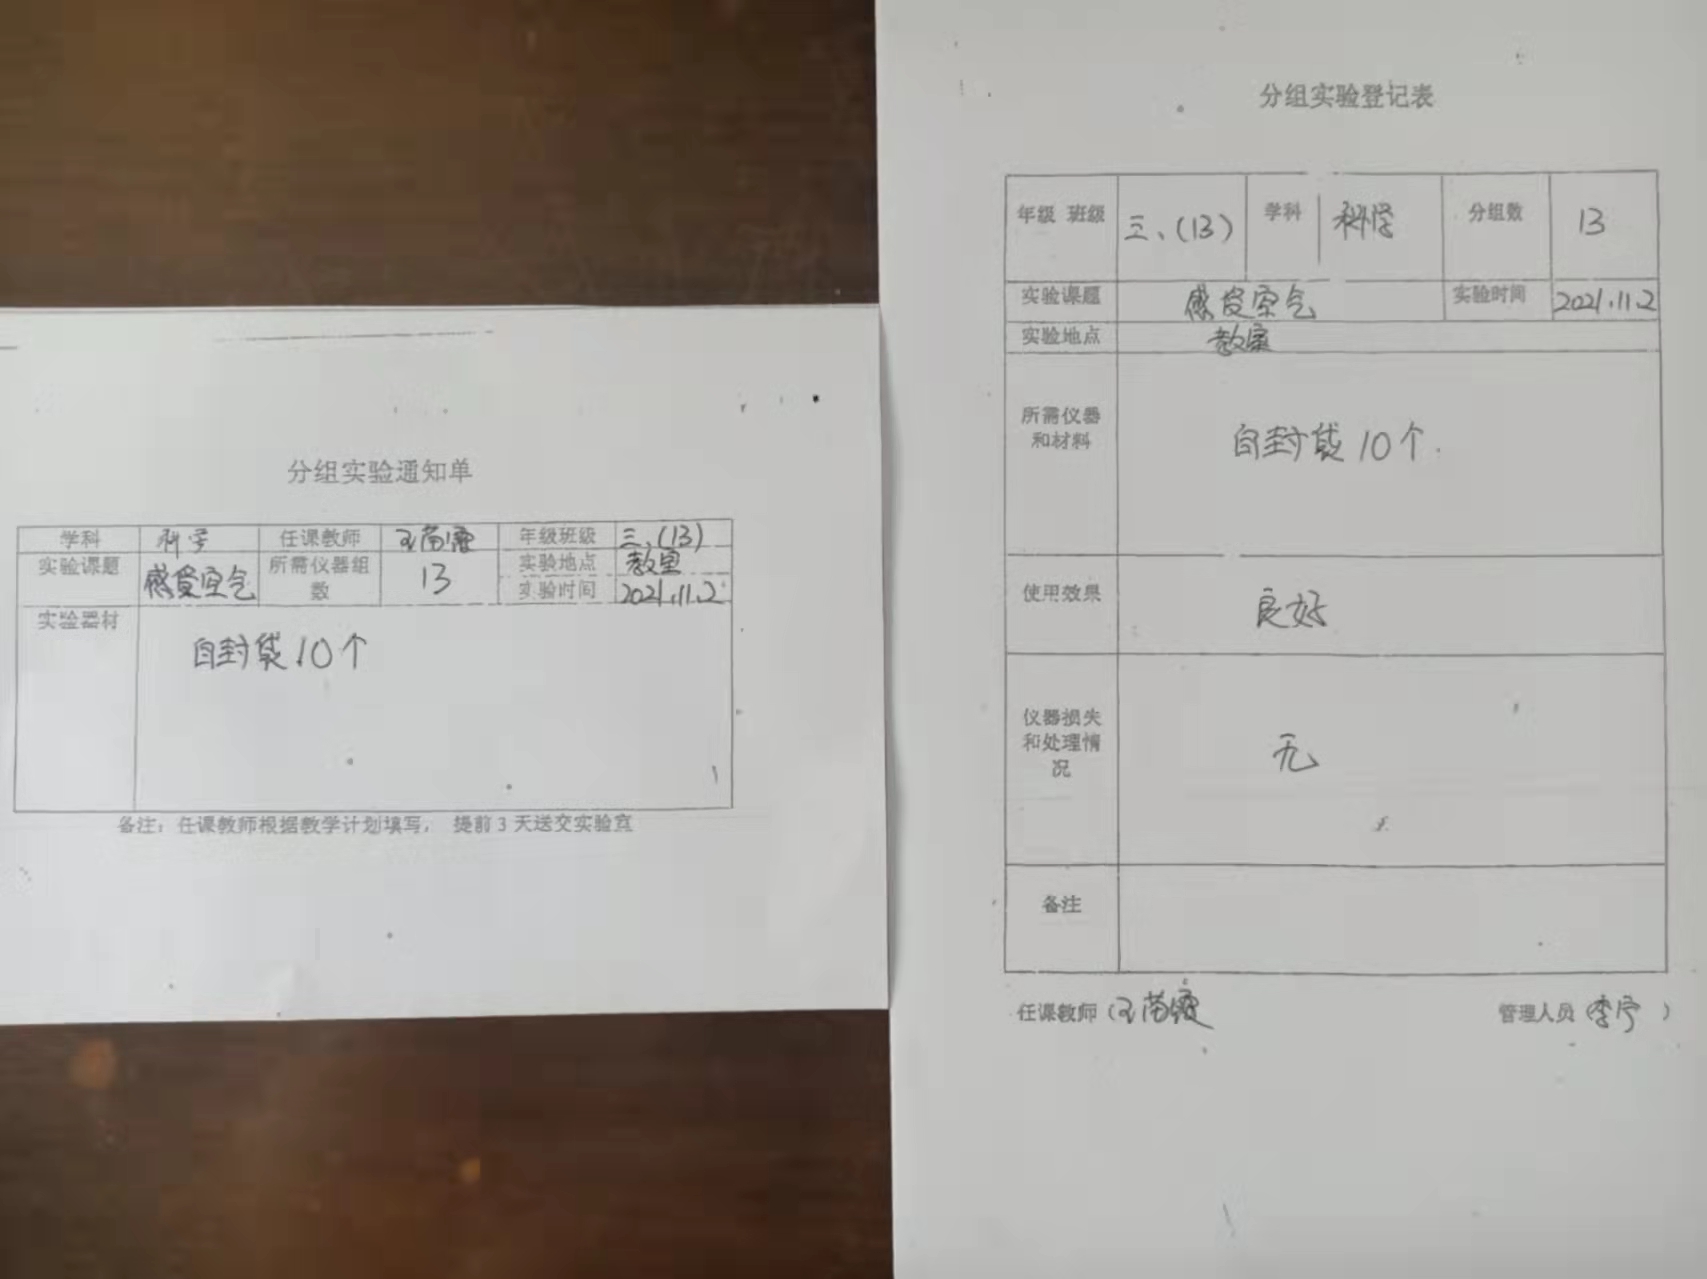 分组实验通知单
学科 科学 任课教师 王苗 年级班级 三、(13)
实验课题 感受空气 所需仪器组数 13 实验地点 教室
实验时间 2021.11.2
实验器材 自封袋10个
备注：任课教师根据教学计划填写， 提前3天送交实验室
分组实验登记表
年级 班级 三、(13) 学科 科学 分组数 13
实验课题 感受空气 实验时间 2021.11.2
实验地点 教室
所需仪器
和材料
自封袋10个.
使用效果 良好
仪器损失
和处理情
况
无
备注
任课教师（王苗 管理人员（李宁）